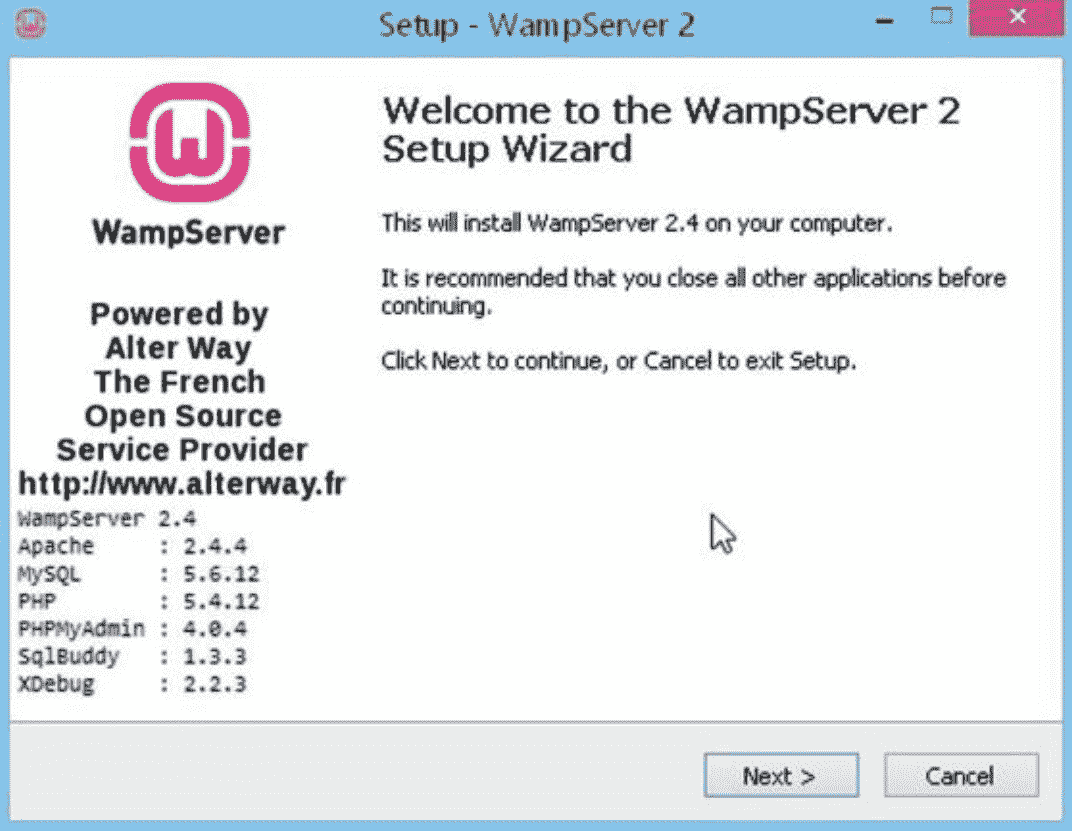 Setup - WampServer 2
WampServer
Powered by
Alter Way
The French
Open Source
Service Provider
http://www.alterway.fr
WampServer 2.4
Apache : 2.4.4
MySQL : 5.6.12
PHP : 5.4.12
PHPMyAdmin : 4.0.4
SqlBuddy : 1.3.3
XDebug : 2.2.3
Welcome to the WampServer 2
Setup Wizard
This will install WampServer 2.4 on your computer.
It is recommended that you close all other applications before
continuing.
Click Next to continue, or Cancel to exit Setup.
Next >
Cancel